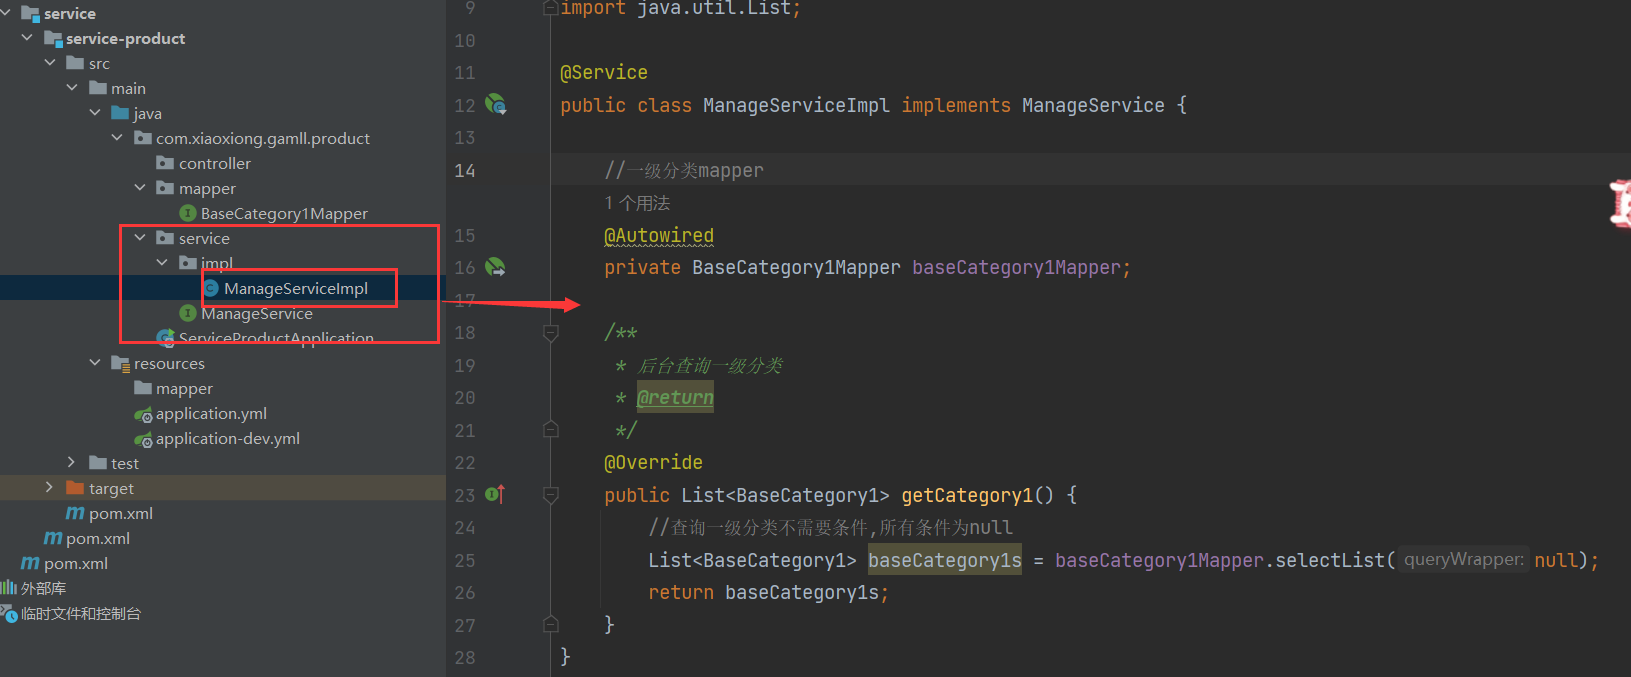 service
service-product
src
main
java
com.xiaoxiong.gamll.product
controller
mapper
BaseCategory1Mapper
service
impl
ManageServiceImpl
ManageService
ServiceProductApplication
resources
mapper
application.yml
application-dev.yml
test
target
pom.xml
pom.xml
pom.xml
外部库
临时文件和控制台
9 import java.util.List;
10
11 @Service
12 public class ManageServiceImpl implements ManageService {
13
14 //一级分类mapper
1 个用法
15 @Autowired
16 private BaseCategory1Mapper baseCategory1Mapper;
17
18 /**
19 * 后台查询一级分类
20 * @return
21 */
22 @Override
23 public List<BaseCategory1> getCategory1() {
24 //查询一级分类不需要条件,所有条件为null
25 List<BaseCategory1> baseCategory1s = baseCategory1Mapper.selectList( queryWrapper: null);
26 return baseCategory1s;
27 }
28 }